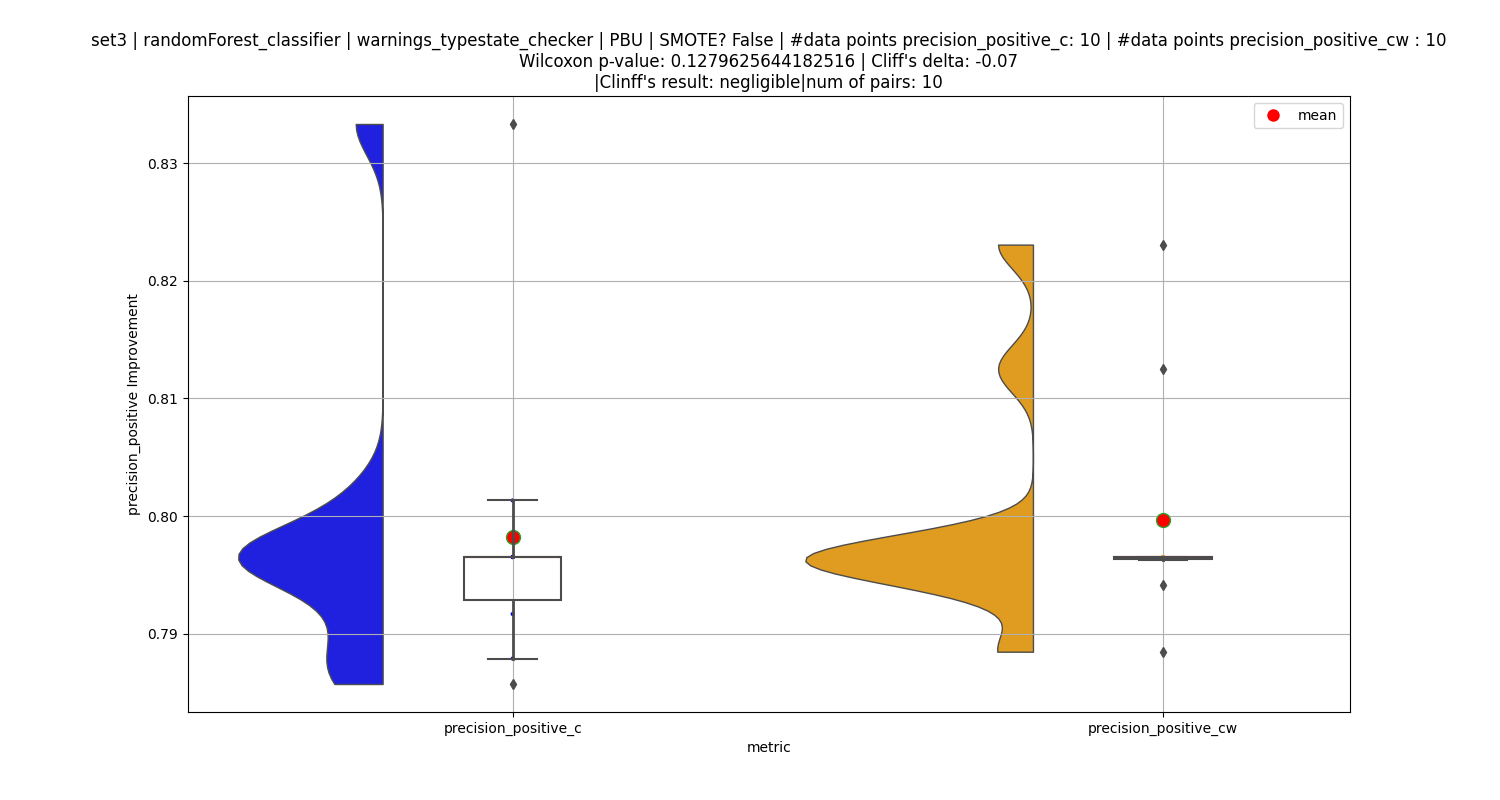 set3 | randomForest_classifier | warnings_typestate_checker | PBU | SMOTE? False | #data points precision_positive_c: 10 | #data points precision_positive_cw : 10
Wilcoxon p-value: 0.1279625644182516 | Cliff's delta: -0.07
|Clinff's result: negligible|num of pairs: 10
mean
0.83
0.82
0.81
0.80
0.79
precision_positive Improvement
precision_positive_c
precision_positive_cw
metric